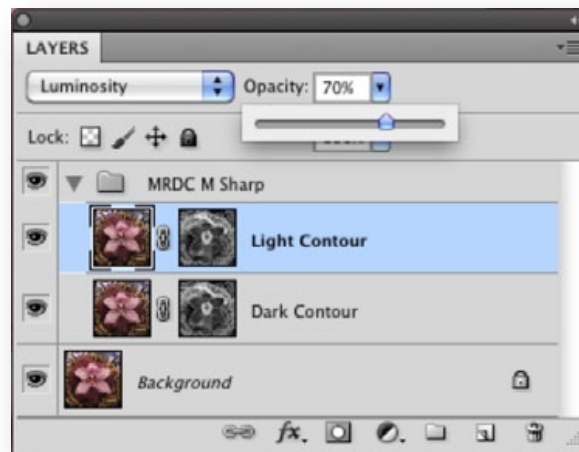 LAYERS
Luminosity Opacity: 70%
Lock:
MRDC M Sharp
Light Contour
Dark Contour
Background
fx.